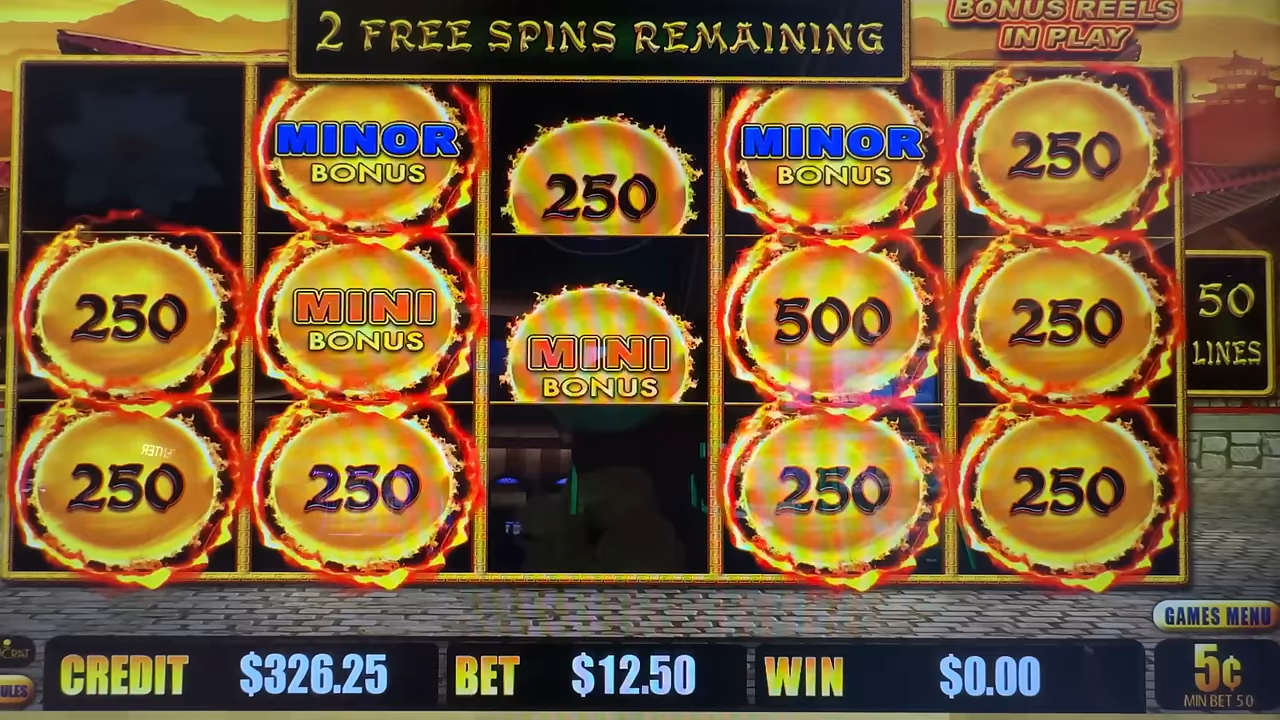 2 FREE SPINS REMAINING
BONUS REELS
IN PLAY
MINOR
BONUS
250
MINOR
BONUS
250
250
MINI
BONUS
MINI
BONUS
500
250
50
LINES
250
250
250
250
GAMES MENU
CREDIT $326.25
BET $12.50
WIN $0.00
5¢
MIN BET 50